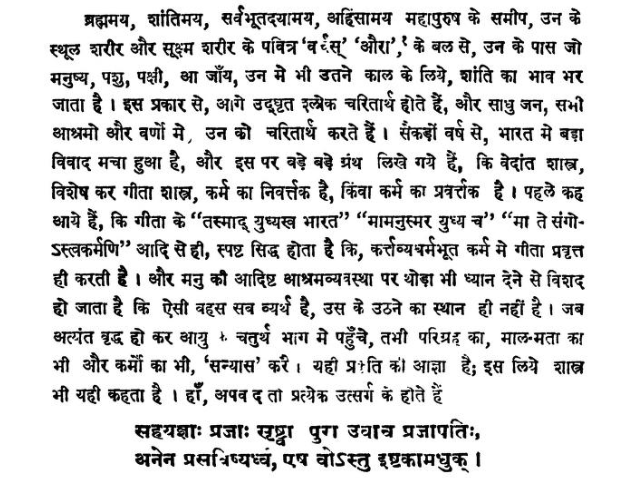 ब्रह्ममय, शांतिमय, सर्वभूतदयामय, अहिंसामय महापुरुष के समीप, उन के
स्थूल शरीर और सूक्ष्म शरीर के पवित्र 'वर्चस्' 'औरा', के बल से, उन के पास जो
मनुष्य, पशु, पक्षी, आ जाँय, उन मे भी उतने काल के लिये, शांति का भाव भर
जाता है । इस प्रकार से, आगे उद्घृत श्लोक चरितार्थ होते हैं, और साधु जन, सभी
आश्रमो और वर्णो मे, उन को चरितार्थ करते हैं । सैकड़ों वर्ष से, भारत मे बड़ा
विवाद मचा हुआ है, और इस पर बड़े बड़े ग्रंथ लिखे गये हैं, कि वेदांत शास्त्र,
विशेष कर गीता शास्त्र, कर्म का निवर्त्तक है, किंवा कर्म का प्रवर्त्तक है । पहले कह
आये हैं, कि गीता के "तस्माद् युध्यस्व भारत" "मामनुस्मर युध्य च" "मा ते संगो-
ऽस्त्वकर्मणि" आदि से ही, स्पष्ट सिद्ध होता है कि, कर्त्तव्यधर्मभूत कर्म मे गीता प्रवृत्त
ही करती है । और मनु की आदिष्ट आश्रमव्यवस्था पर थोड़ा भी ध्यान देने से विशद
हो जाता है कि ऐसी बहस सब व्यर्थ है, उस के उठने का स्थान ही नहीं है । जब
अत्यंत वृद्ध हो कर आयु चतुर्थ भाग मे पहुँचे, तभी परिग्रह का, माल-मता का
भी और कर्मों का भी, 'सन्यास' करै । यही की आज्ञा है; इस लिये शास्त्र
भी यही कहता है । हाँ, प्रत्येक उत्सर्ग के होते हैं
सहयज्ञाः प्रजाः सृष्ट्वा पुरा उवाच प्रजापतिः,
अनेन प्रसविष्यध्वं, एष वोऽस्तु इष्टकामधुक् ।